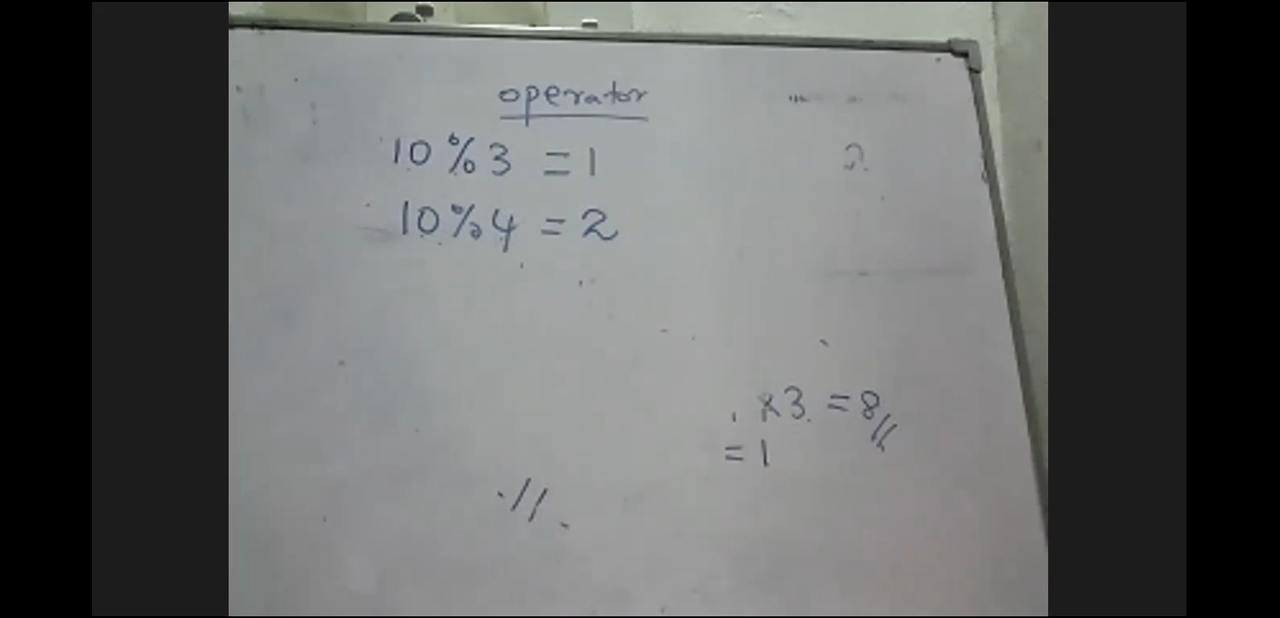 operator
10%3 = 1
10%4 = 2
×3 = 8//
= 1
.//.